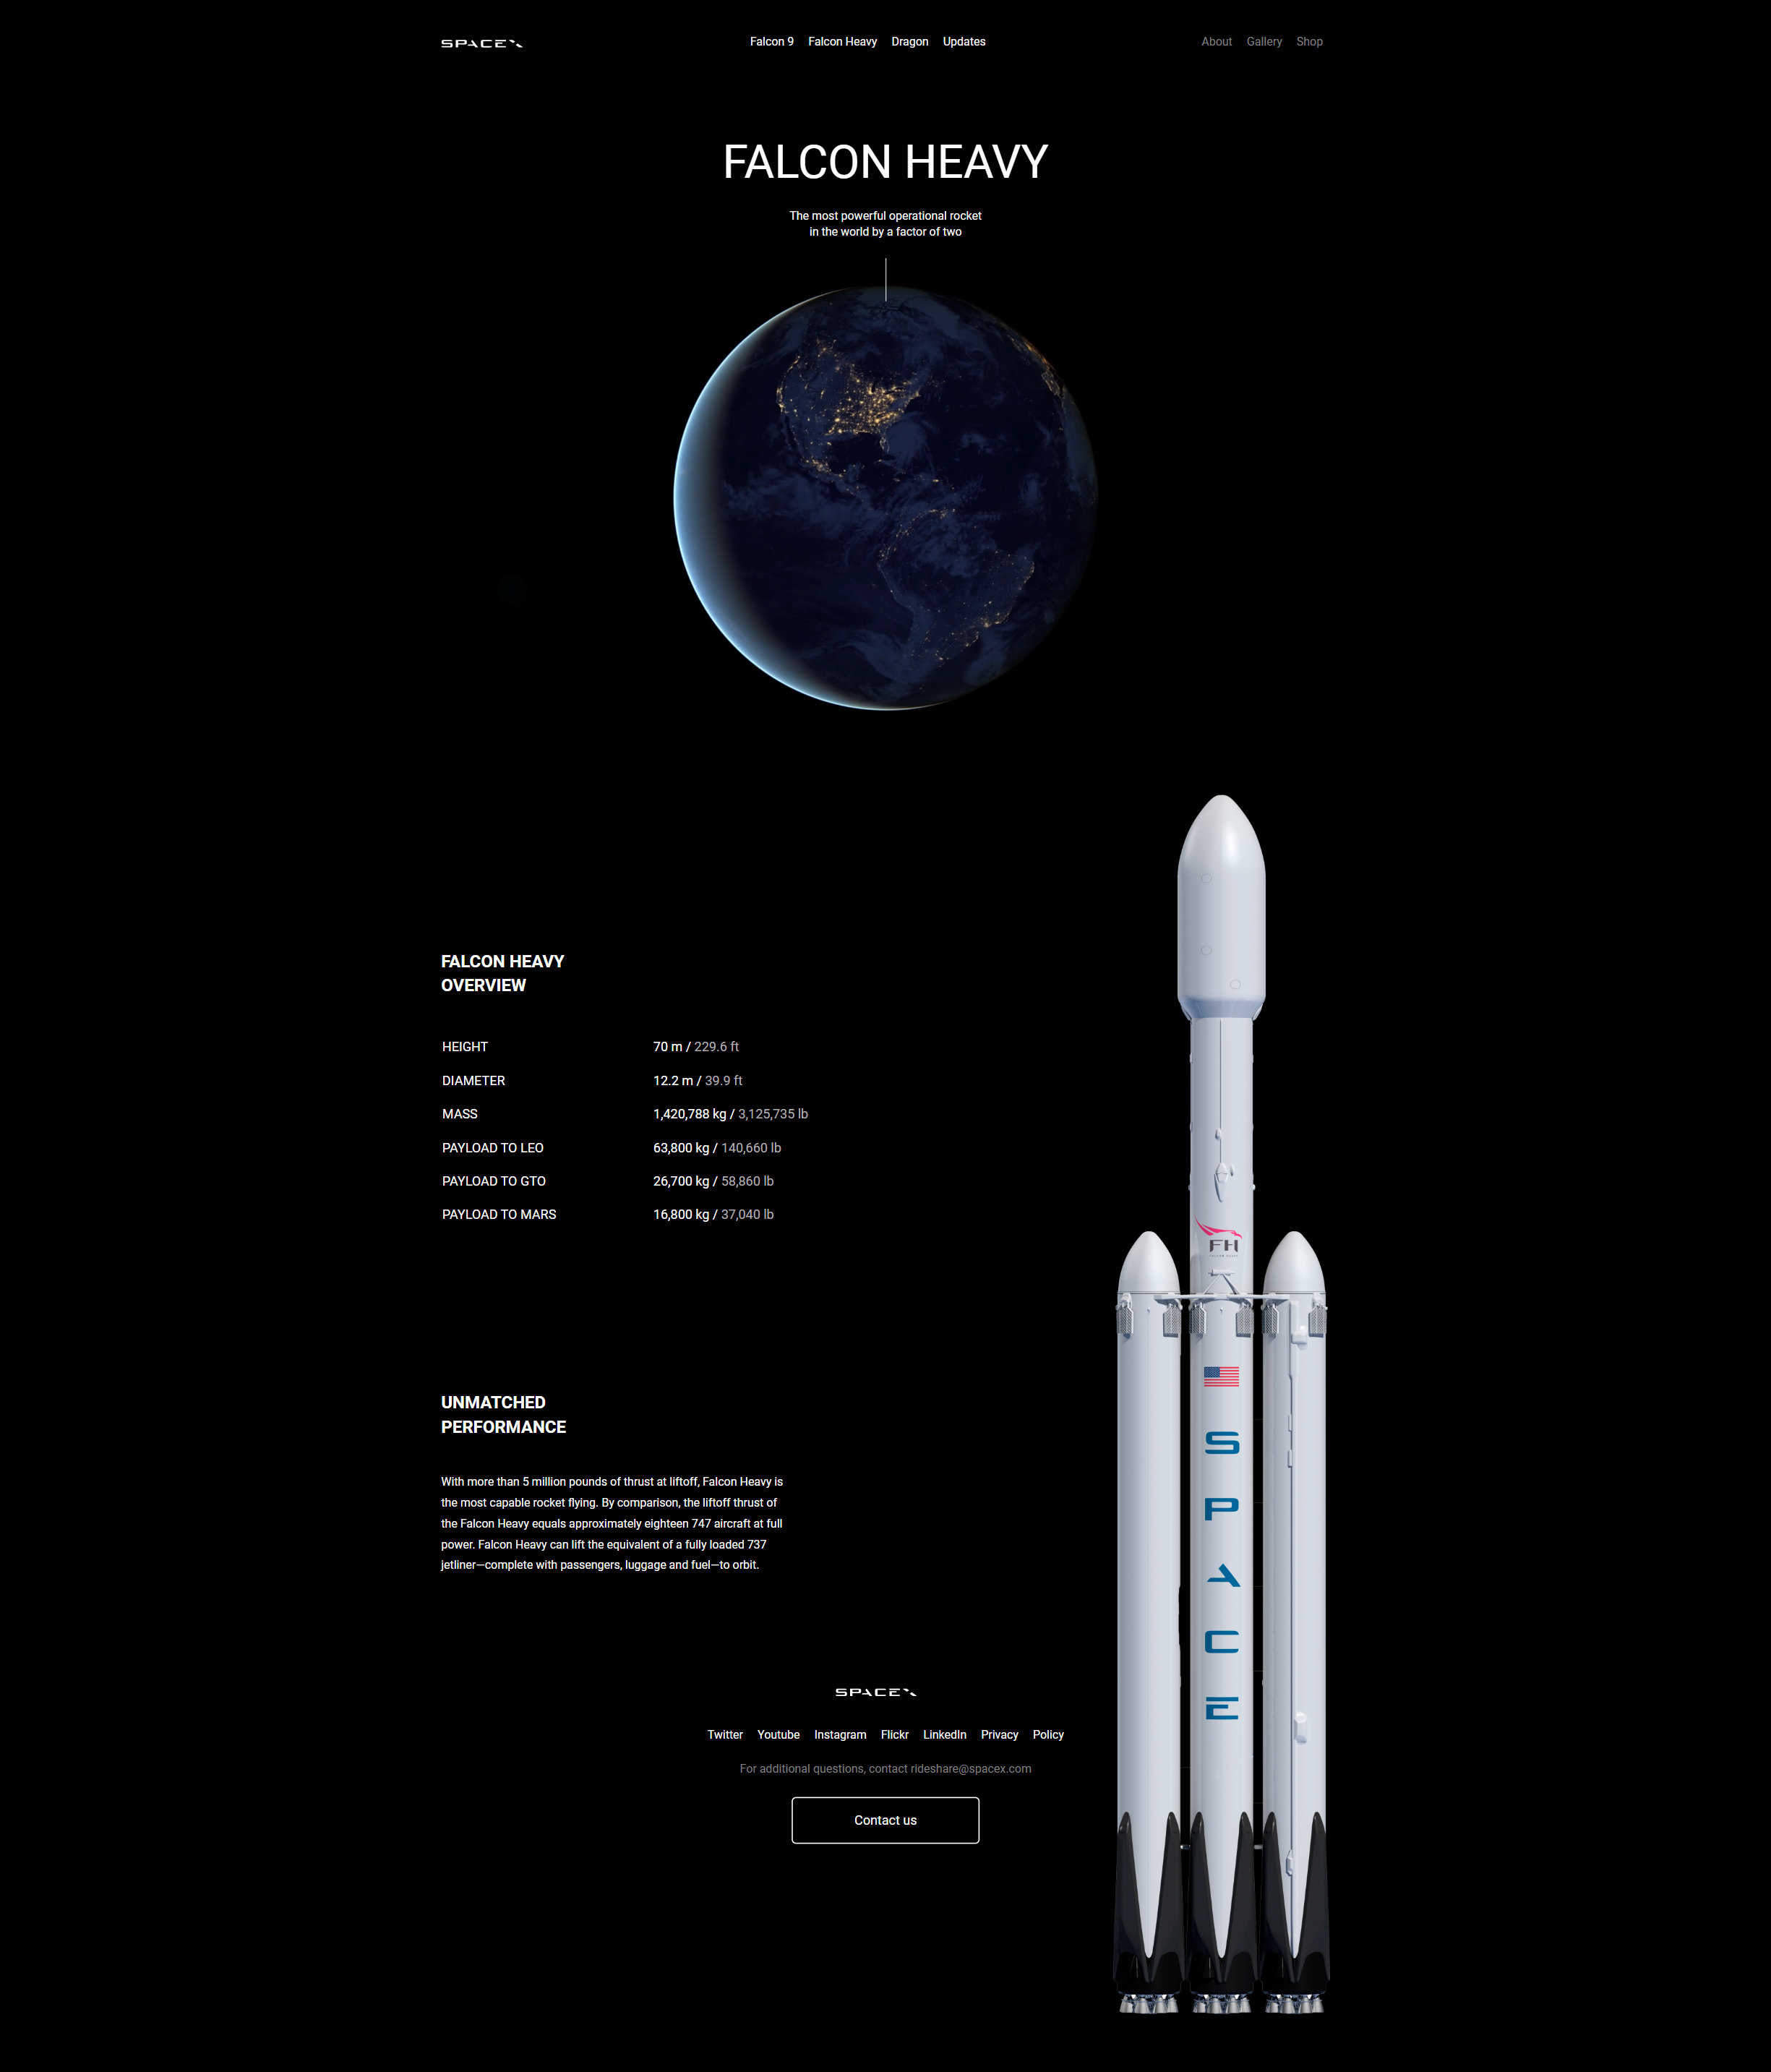 SPACEX
Falcon 9 Falcon Heavy Dragon Updates
About Gallery Shop
FALCON HEAVY
The most powerful operational rocket
in the world by a factor of two
FALCON HEAVY
OVERVIEW
HEIGHT 70 m / 229.6 ft
DIAMETER 12.2 m / 39.9 ft
MASS 1,420,788 kg / 3,125,735 lb
PAYLOAD TO LEO 63,800 kg / 140,660 lb
PAYLOAD TO GTO 26,700 kg / 58,860 lb
PAYLOAD TO MARS 16,800 kg / 37,040 lb
FH
FALCON HEAVY
UNMATCHED
PERFORMANCE
With more than 5 million pounds of thrust at liftoff, Falcon Heavy is
the most capable rocket flying. By comparison, the liftoff thrust of
the Falcon Heavy equals approximately eighteen 747 aircraft at full
power. Falcon Heavy can lift the equivalent of a fully loaded 737
jetliner—complete with passengers, luggage and fuel—to orbit.
S
P
A
C
E
SPACEX
Twitter Youtube Instagram Flickr LinkedIn Privacy Policy
For additional questions, contact rideshare@spacex.com
Contact us